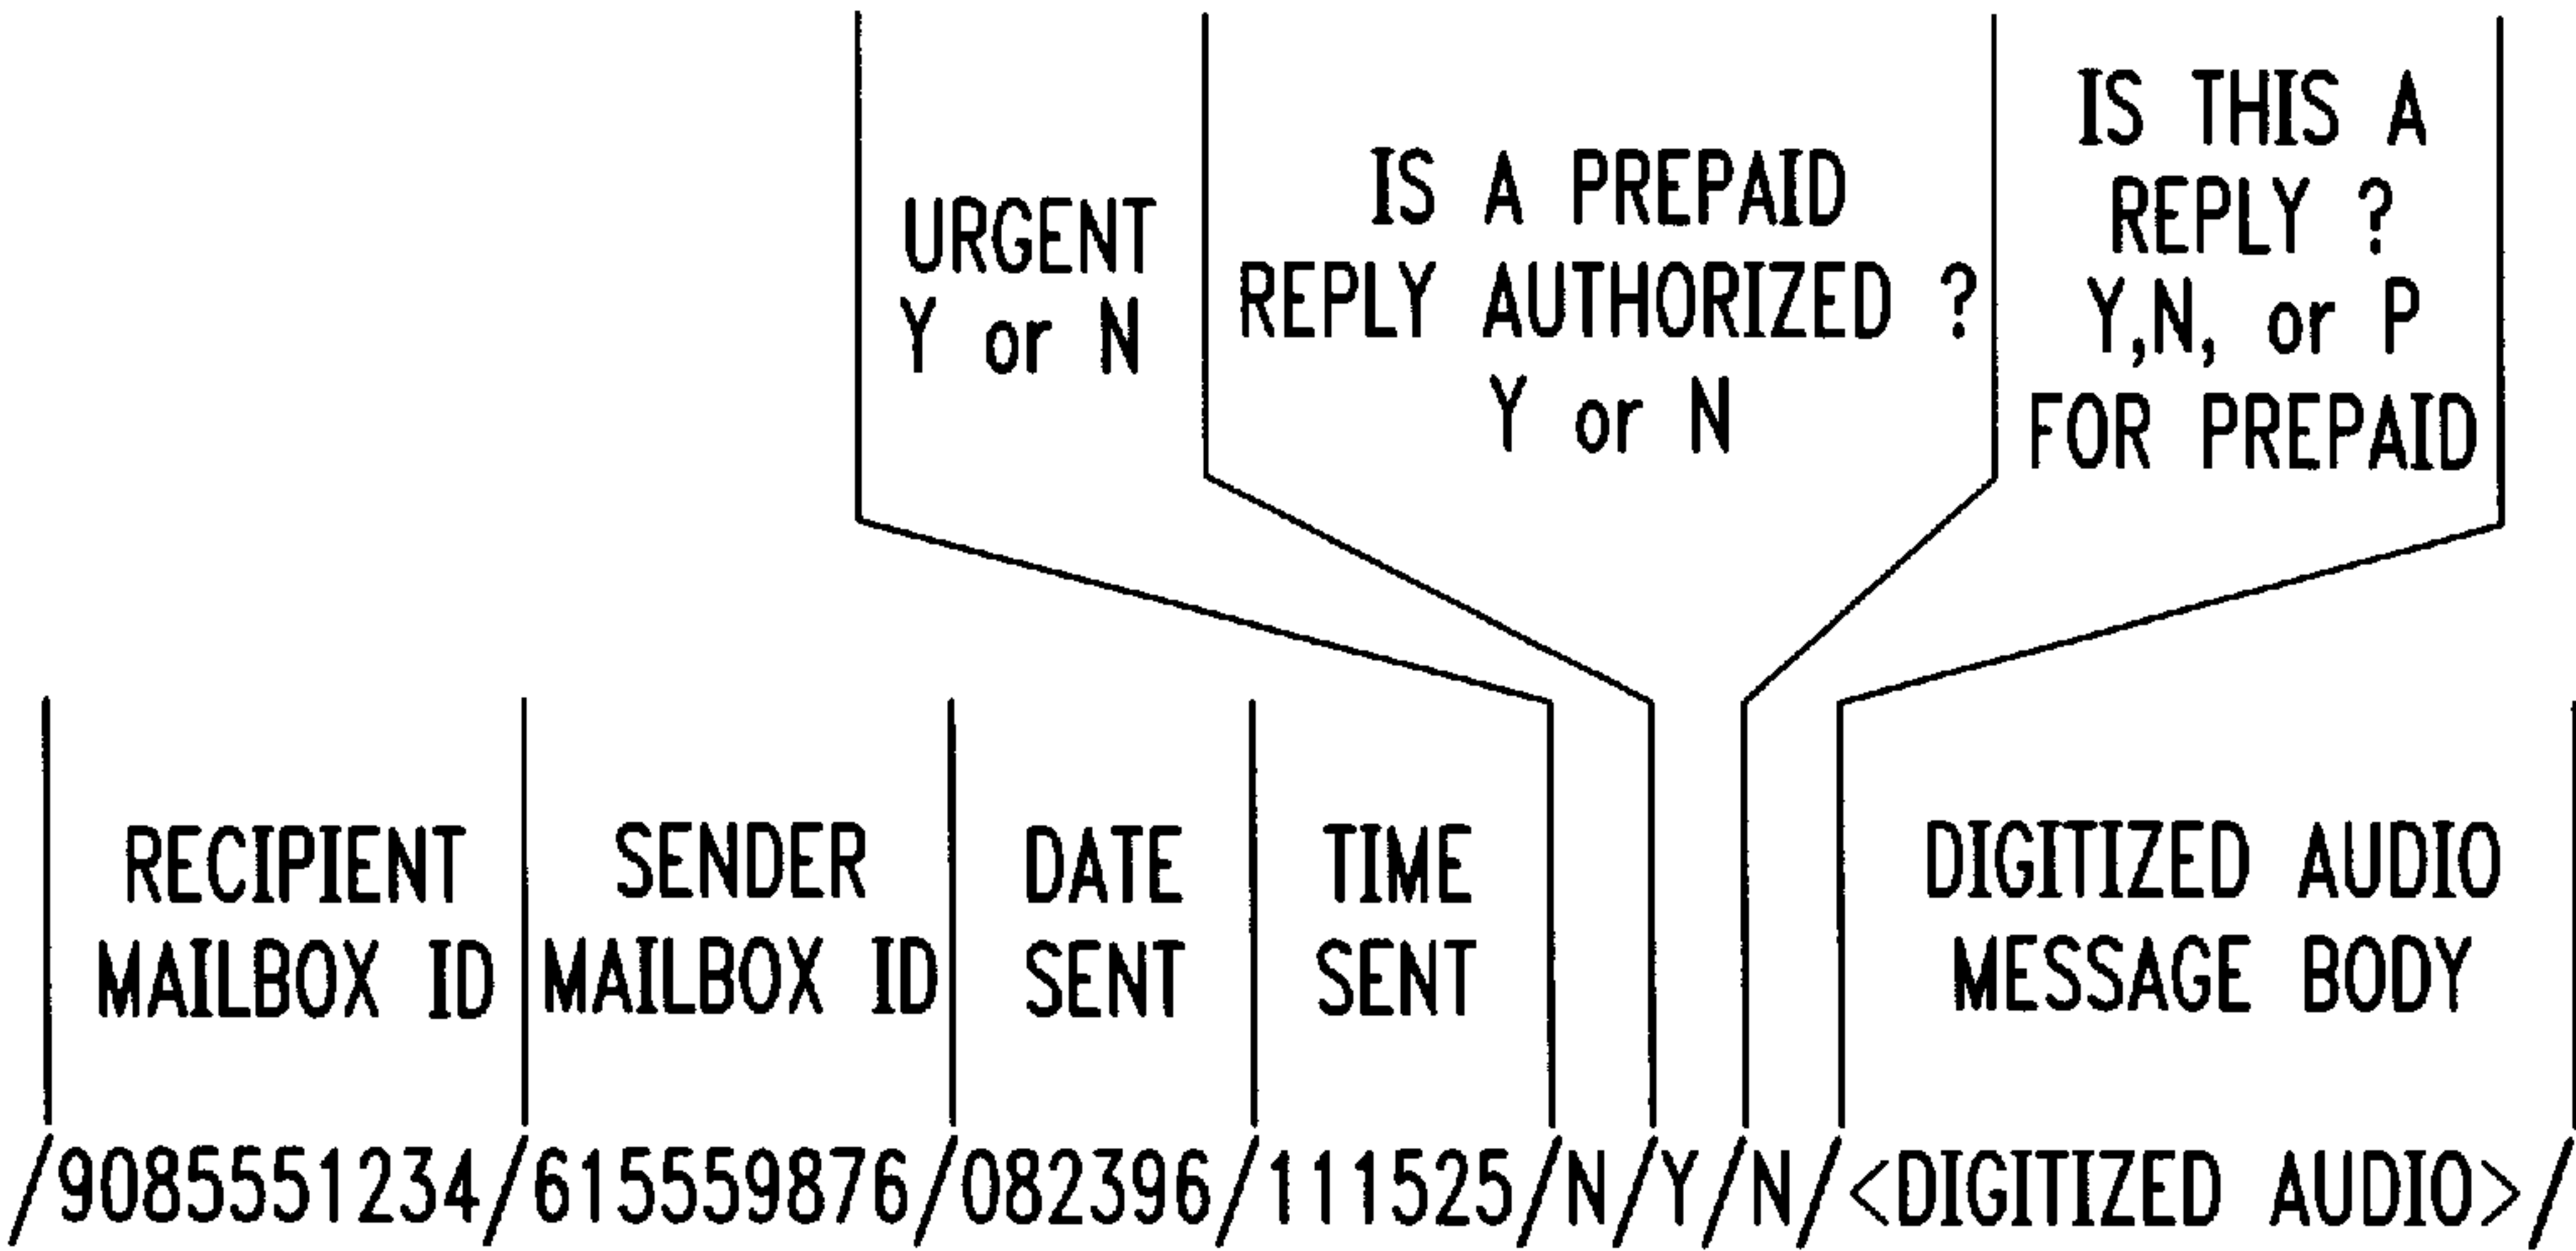 URGENT
Y or N
IS A PREPAID
REPLY AUTHORIZED ?
Y or N
IS THIS A
REPLY ?
Y,N, or P
FOR PREPAID
RECIPIENT
MAILBOX ID
SENDER
MAILBOX ID
DATE
SENT
TIME
SENT
DIGITIZED AUDIO
MESSAGE BODY
/9085551234/615559876/082396/111525/N/Y/N/<DIGITIZED AUDIO>/